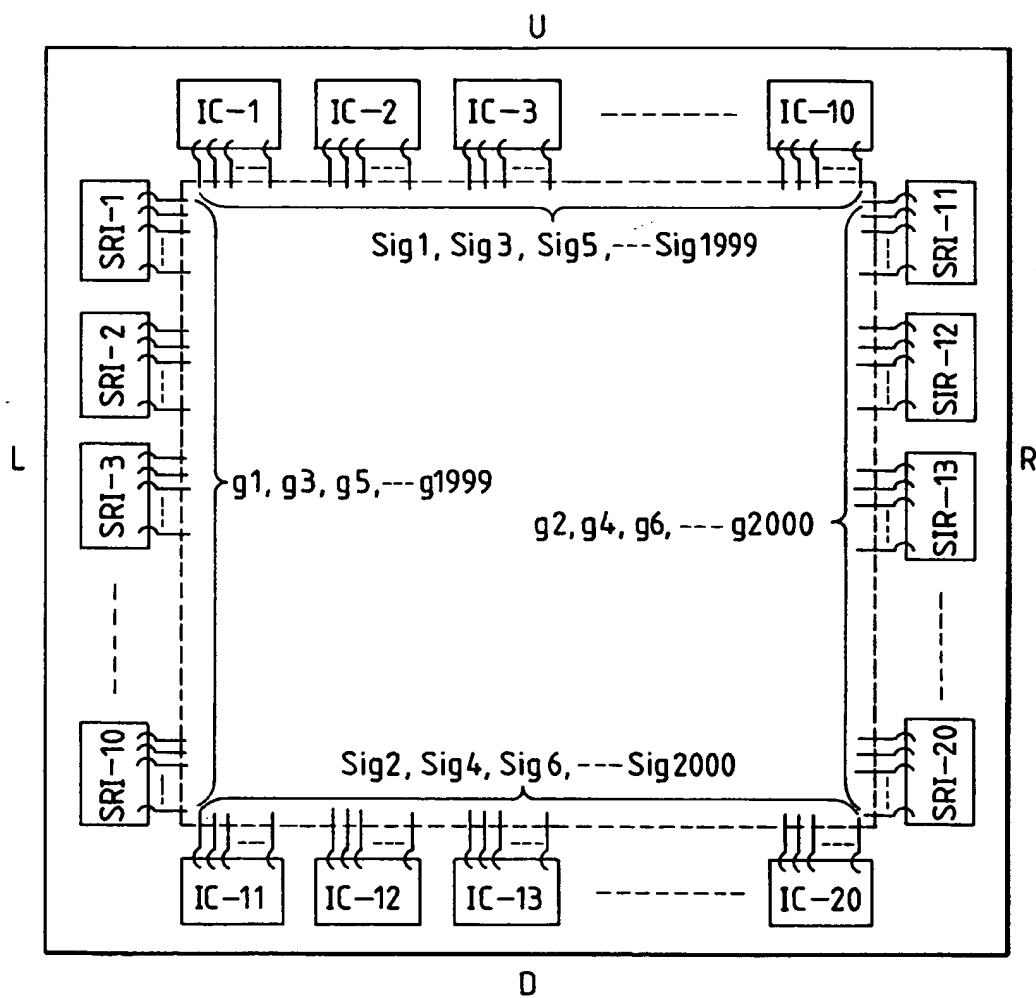 U
IC-1 IC-2 IC-3 IC-10
Sig1, Sig3, Sig5,---Sig1999
SRI-1
SRI-2
SRI-3
SRI-10
SRI-11
SIR-12
SIR-13
SRI-20
L
R
g1, g3, g5,---g1999
g2, g4, g6, ---g2000
Sig2, Sig4, Sig6,---Sig2000
IC-11 IC-12 IC-13 IC-20
D